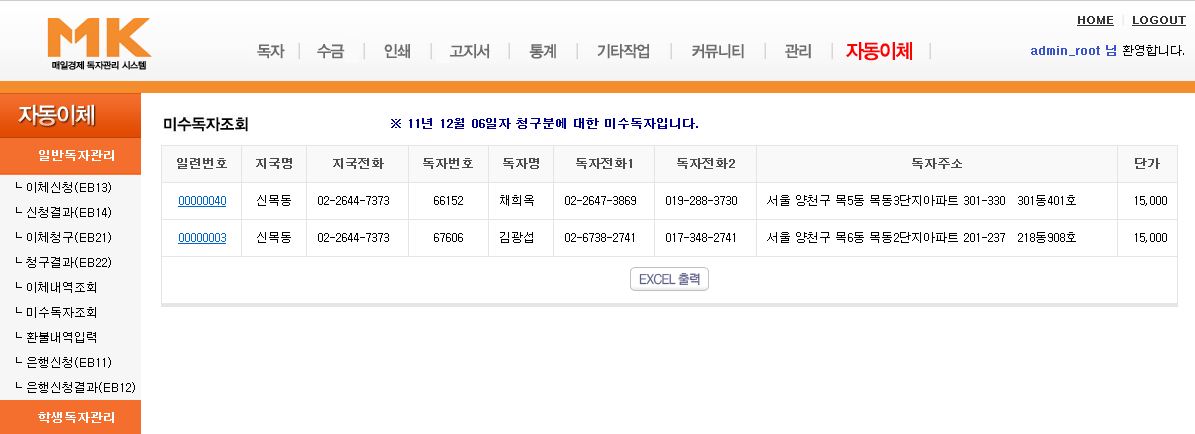 HOME | LOGOUT
MK
매일경제 독자관리 시스템
독자 | 수금 | 인쇄 | 고지서 | 통계 | 기타작업 | 커뮤니티 | 관리 | 자동이체 |
admin_root 님 환영합니다.
자동이체
일반독자관리
└ 이체신청(EB13)
└ 신청결과(EB14)
└ 이체청구(EB21)
└ 청구결과(EB22)
└ 이체내역조회
└ 미수독자조회
└ 환불내역입력
└ 은행신청(EB11)
└ 은행신청결과(EB12)
학생독자관리
미수독자조회 ※ 11년 12월 06일자 청구분에 대한 미수독자입니다.
일련번호 지국명 지국전화 독자번호 독자명 독자전화1 독자전화2 독자주소 단가
00000040 신목동 02-2644-7373 66152 채희옥 02-2647-3869 019-288-3730 서울 양천구 목5동 목동3단지아파트 301-330 301동401호 15,000
00000003 신목동 02-2644-7373 67606 김광섭 02-6738-2741 017-348-2741 서울 양천구 목6동 목동2단지아파트 201-237 218동908호 15,000
EXCEL 출력